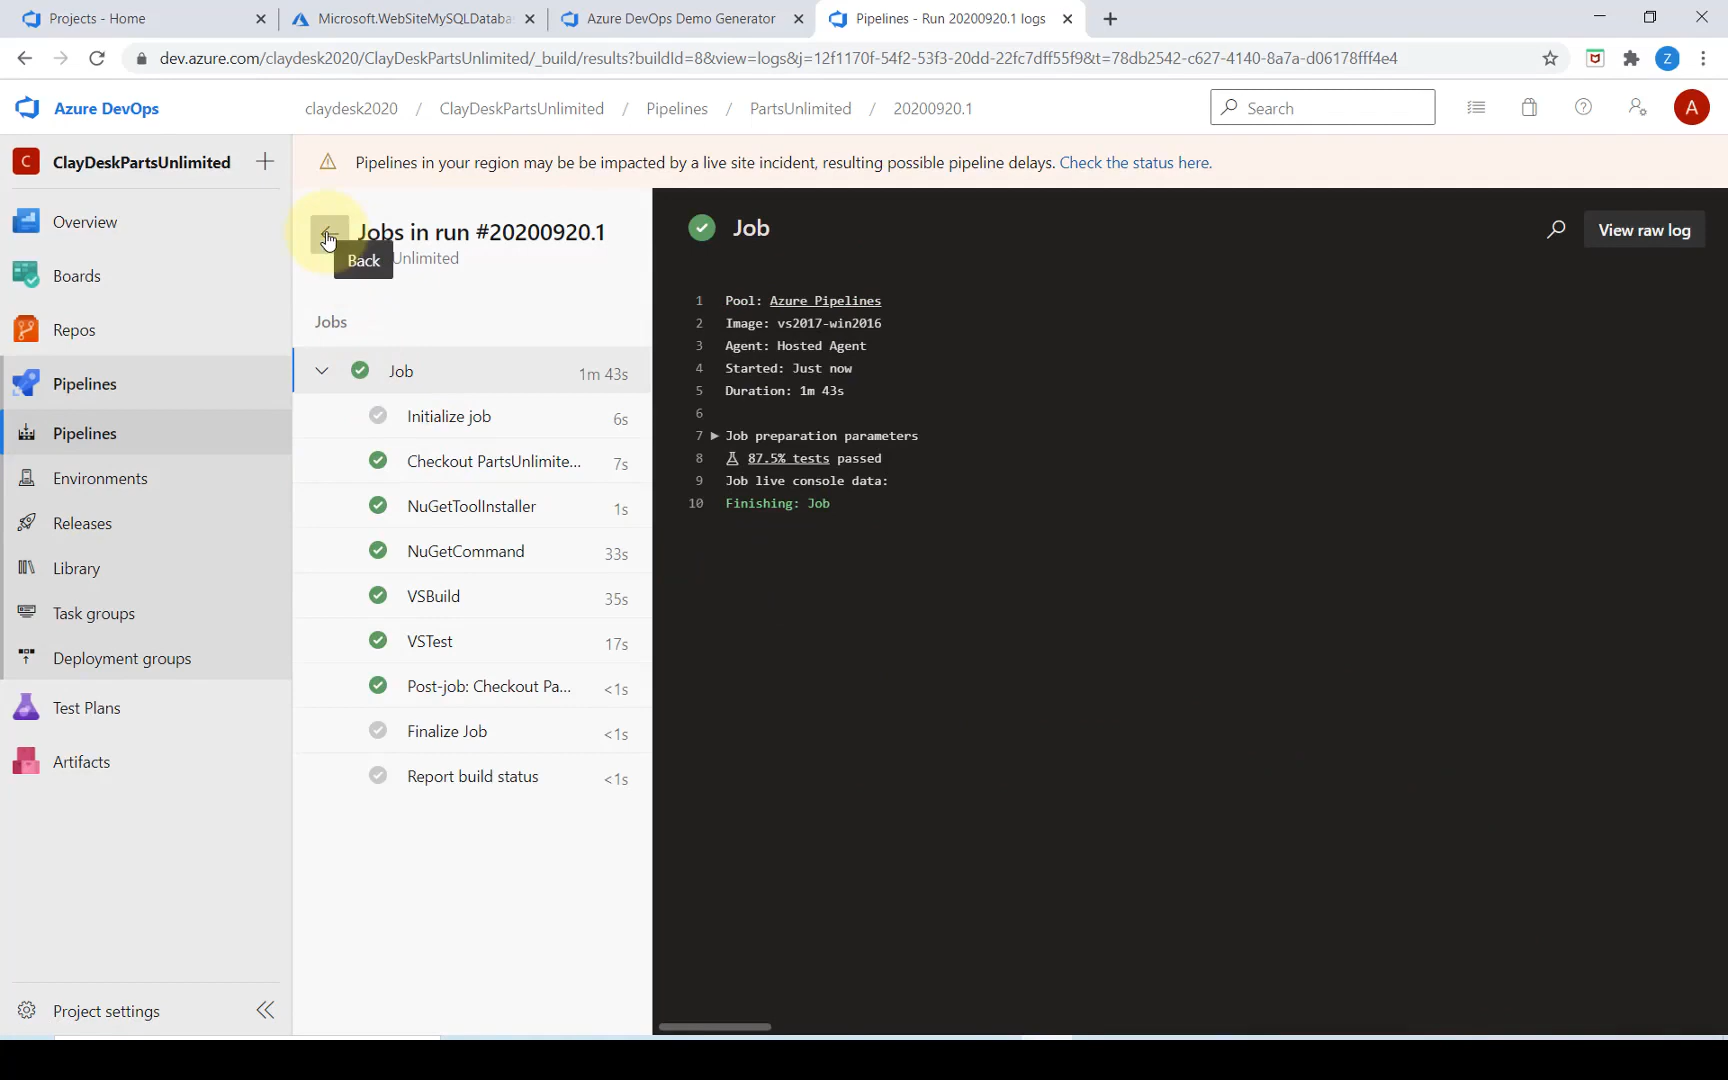 Projects - Home
Microsoft.WebSiteMySQLDataba
Azure DevOps Demo Generator
Pipelines - Run 20200920.1 logs
dev.azure.com/claydesk2020/ClayDeskPartsUnlimited/_build/results?buildId=8&view=logs&j=12f1170f-54f2-53f3-20dd-22fc7dff55f9&t=78db2542-c627-4140-8a7a-d06178fff4e4
Z
Azure DevOps
claydesk2020 / ClayDeskPartsUnlimited / Pipelines / PartsUnlimited / 20200920.1
Search
A
C ClayDeskPartsUnlimited
Pipelines in your region may be be impacted by a live site incident, resulting possible pipeline delays. Check the status here.
Overview
Boards
Repos
Pipelines
Pipelines
Environments
Releases
Library
Task groups
Deployment groups
Test Plans
Artifacts
Project settings
Jobs in run #20200920.1
Unlimited
Back
Jobs
Job 1m 43s
Initialize job 6s
Checkout PartsUnlimite... 7s
NuGetToolInstaller 1s
NuGetCommand 33s
VSBuild 35s
VSTest 17s
Post-job: Checkout Pa... <1s
Finalize Job <1s
Report build status <1s
Job
View raw log
1 Pool: Azure Pipelines
2 Image: vs2017-win2016
3 Agent: Hosted Agent
4 Started: Just now
5 Duration: 1m 43s
6
7 Job preparation parameters
8 87.5% tests passed
9 Job live console data:
10 Finishing: Job